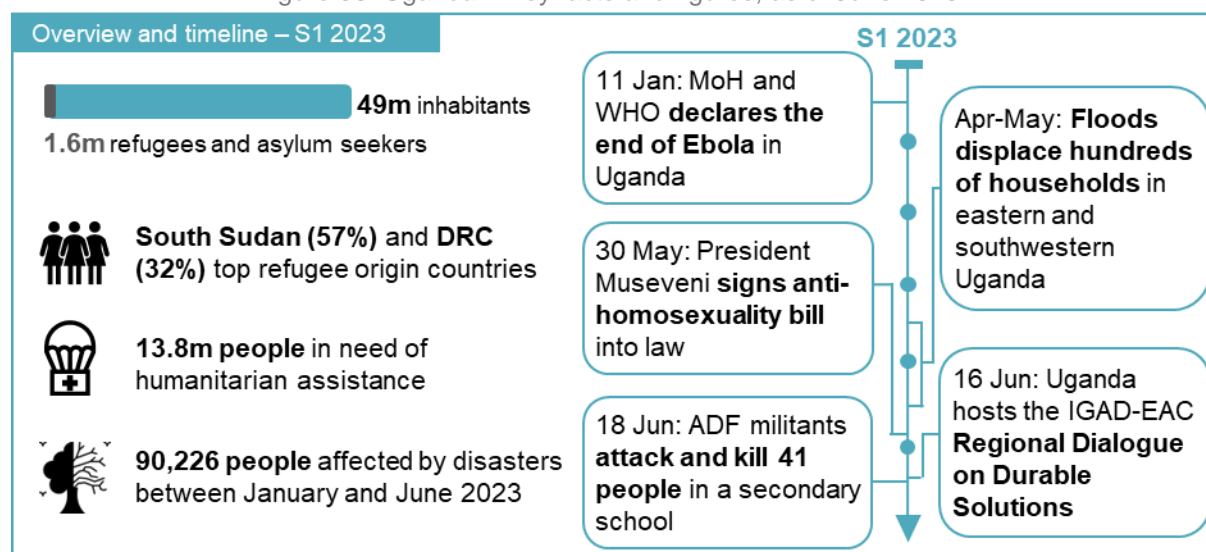 Overview and timeline – S1 2023
49m inhabitants
1.6m refugees and asylum seekers
South Sudan (57%) and DRC
(32%) top refugee origin countries
13.8m people in need of
humanitarian assistance
90,226 people affected by disasters
between January and June 2023
S1 2023
11 Jan: MoH and
WHO declares the
end of Ebola in
Uganda
Apr-May: Floods
displace hundreds
of households in
eastern and
southwestern
Uganda
30 May: President
Museveni signs anti-
homosexuality bill
into law
16 Jun: Uganda
hosts the IGAD-EAC
Regional Dialogue
on Durable
Solutions
18 Jun: ADF militants
attack and kill 41
people in a secondary
school